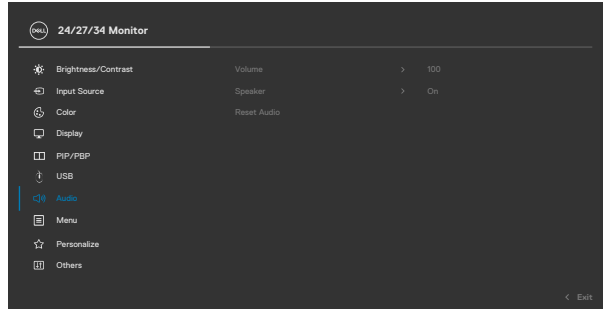 DELL 24/27/34 Monitor
Brightness/Contrast Volume > 100
Input Source Speaker > On
Color Reset Audio
Display
PIP/PBP
USB
Audio
Menu
Personalize
Others
< Exit